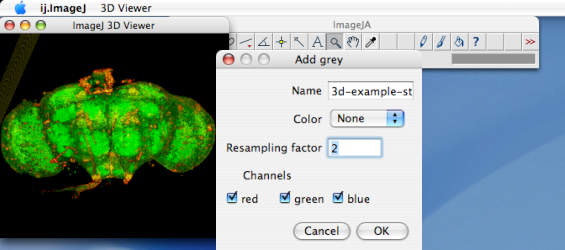 ij.ImageJ 3D Viewer
ImageJ 3D Viewer
ImageJA
A
?
>>
Add grey
Name 3d-example-st
Color None
Resampling factor 2
Channels
red green blue
Cancel OK